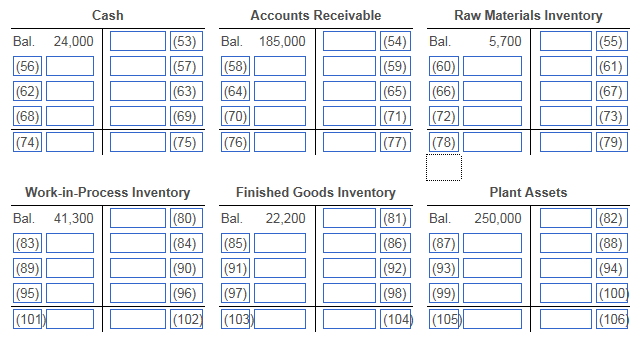 Cash Accounts Receivable Raw Materials Inventory
Bal. 24,000 (53) Bal. 185,000 (54) Bal. 5,700 (55)
(56) (57) (58) (59) (60) (61)
(62) (63) (64) (65) (66) (67)
(68) (69) (70) (71) (72) (73)
(74) (75) (76) (77) (78) (79)
Work-in-Process Inventory Finished Goods Inventory Plant Assets
Bal. 41,300 (80) Bal. 22,200 (81) Bal. 250,000 (82)
(83) (84) (85) (86) (87) (88)
(89) (90) (91) (92) (93) (94)
(95) (96) (97) (98) (99) (100)
(101) (102) (103) (104) (105) (106)